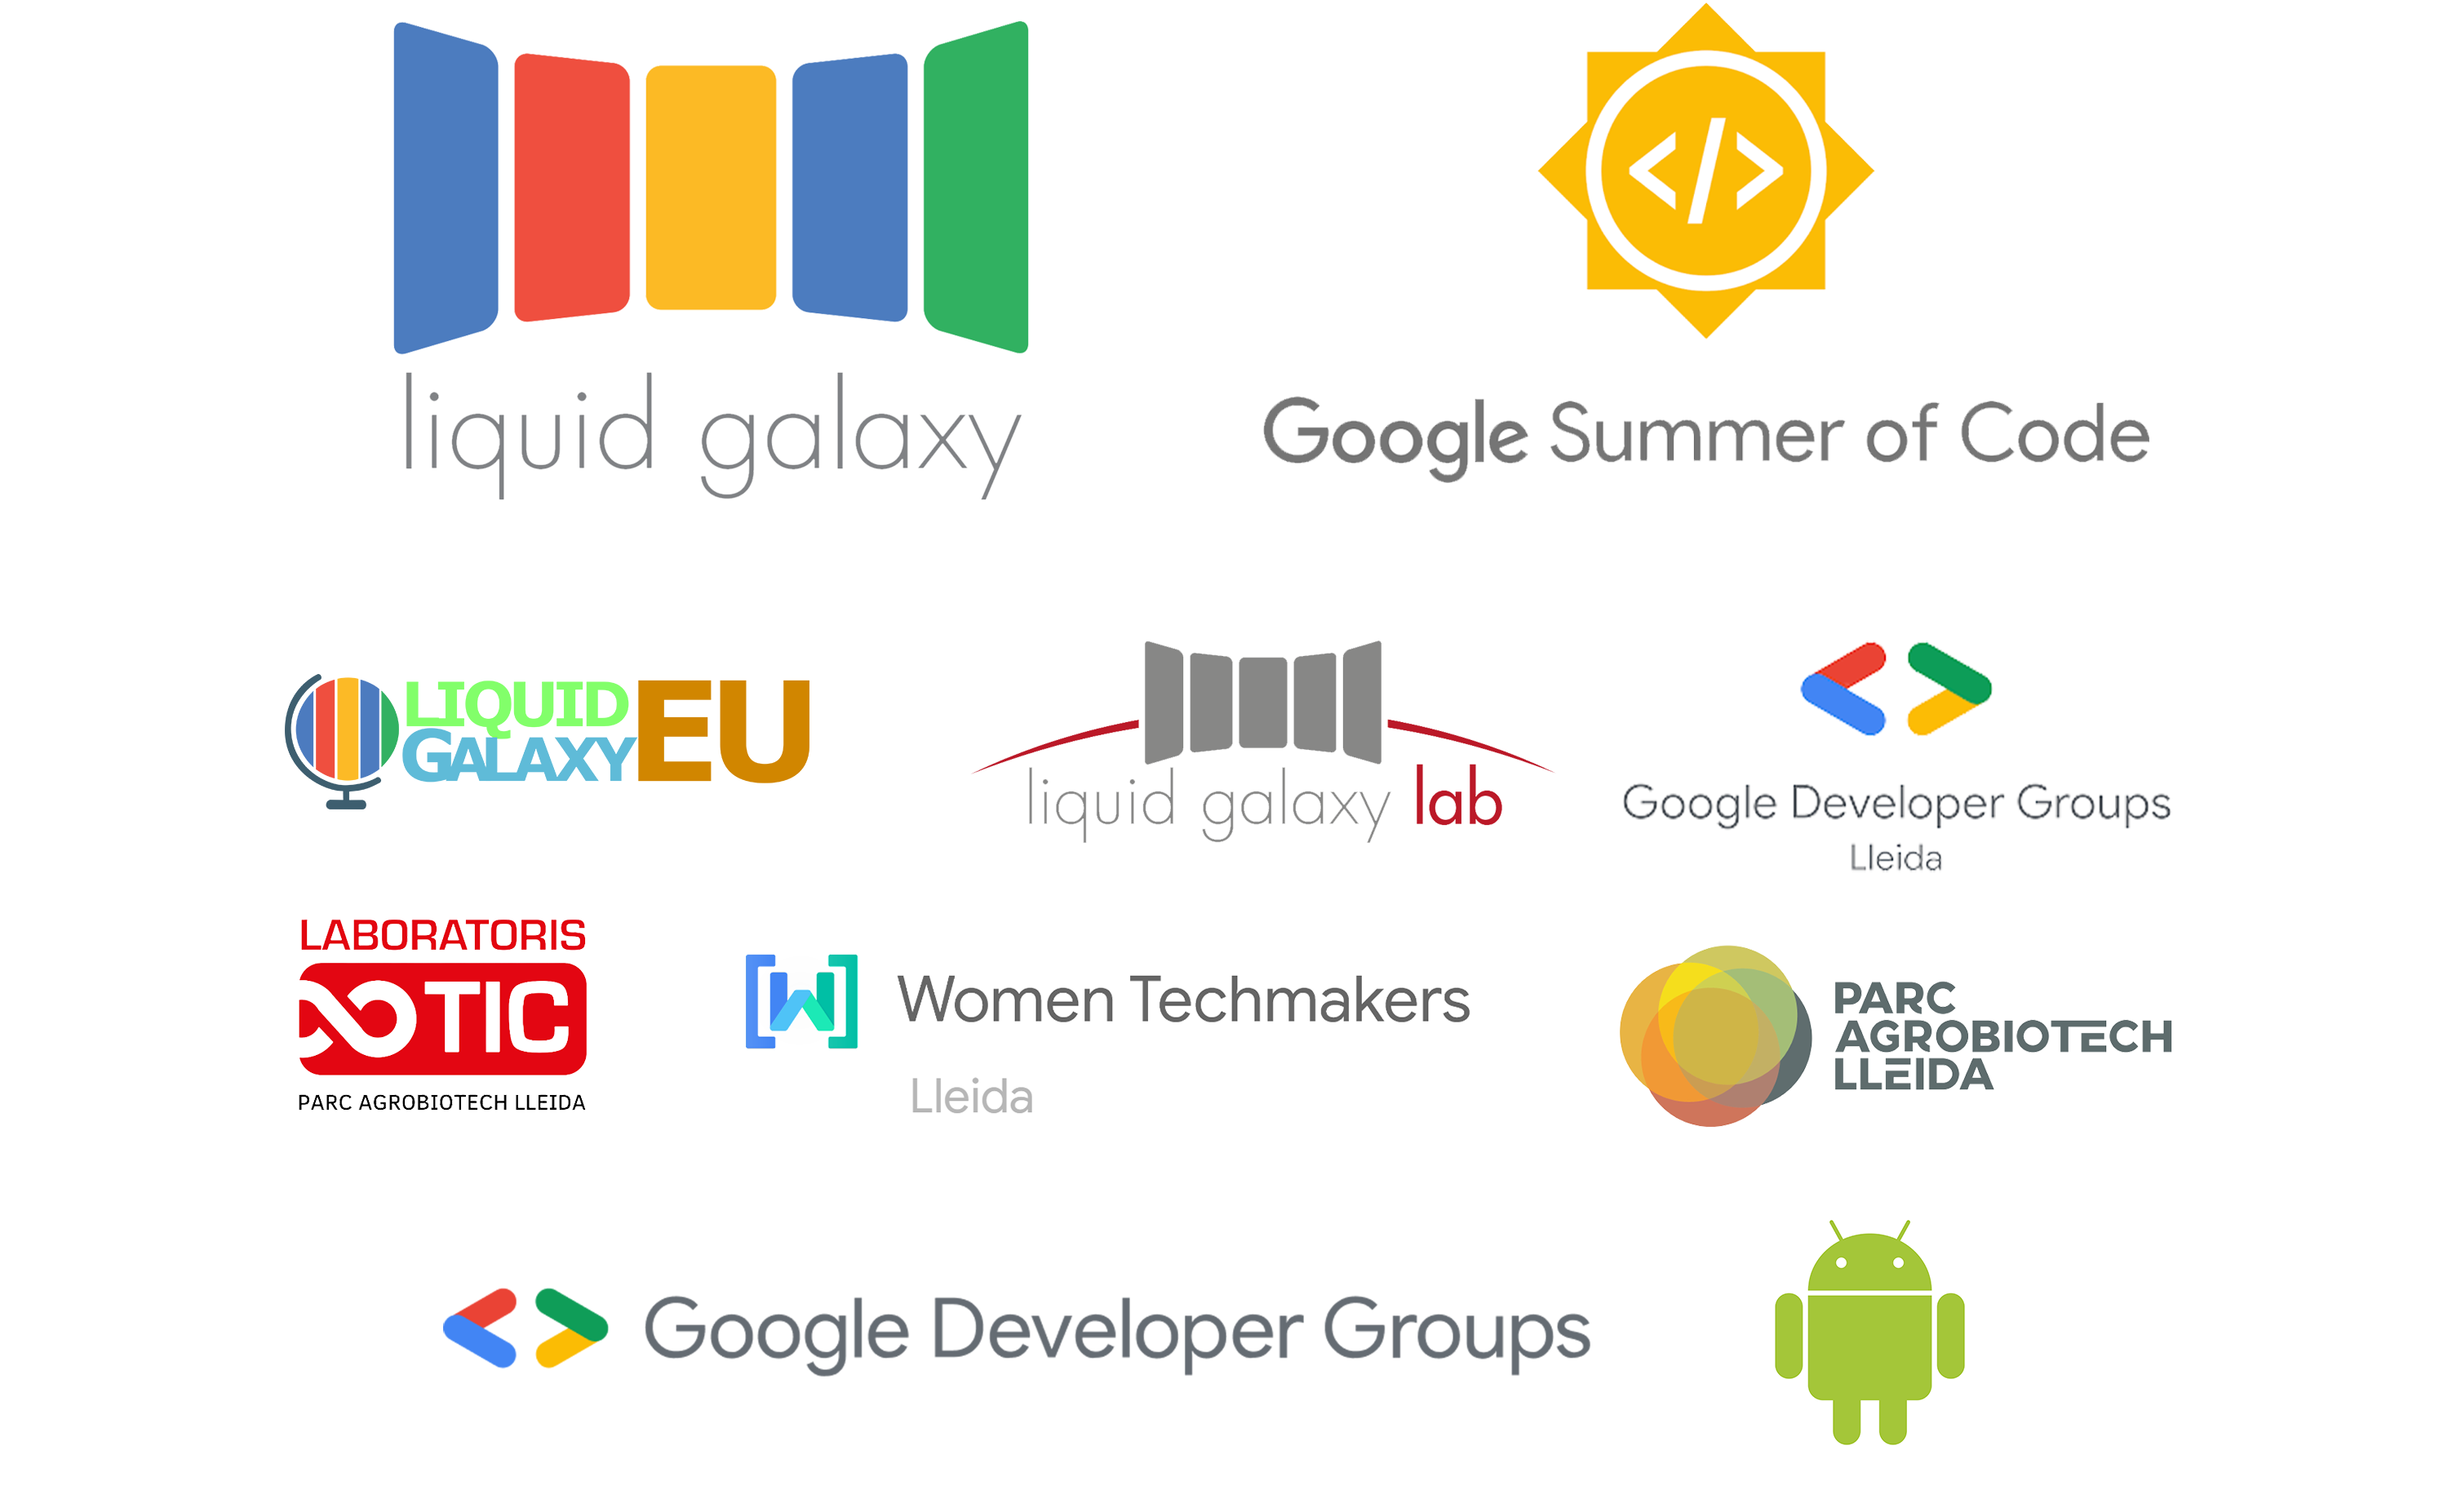 liquid galaxy
</>
Google Summer of Code
LIQUID
GALAXY
EU
liquid galaxy lab
Google Developer Groups
Lleida
LABORATORIS
TIC
PARC AGROBIOTECH LLEIDA
Women Techmakers
Lleida
PARC
AGROBIOTECH
LLEIDA
Google Developer Groups